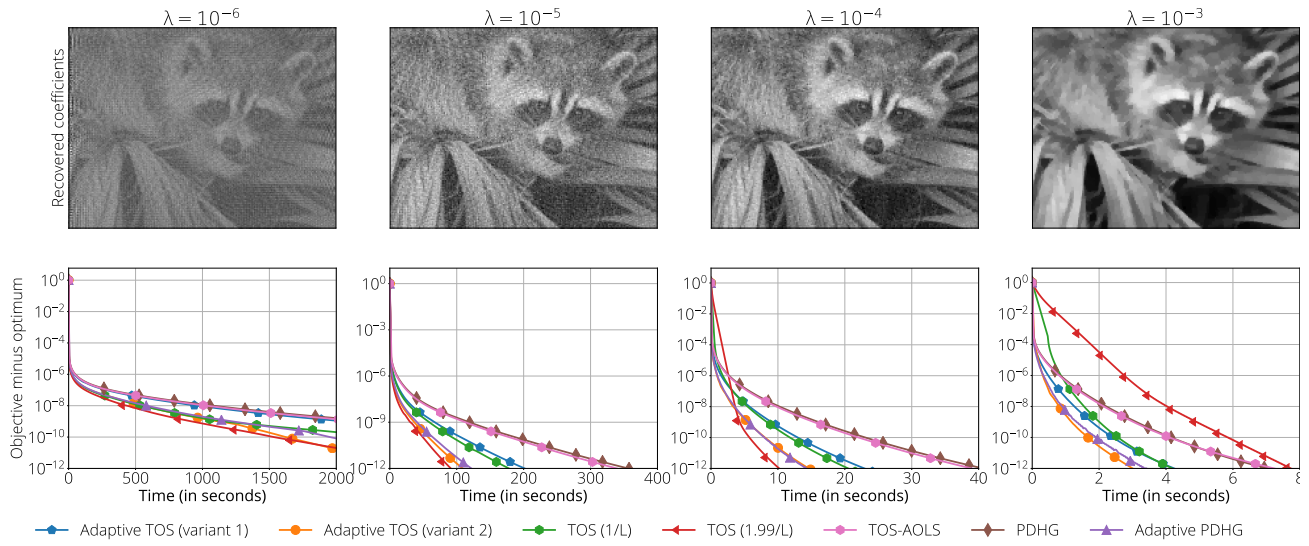 λ = 10⁻⁶ λ = 10⁻⁵ λ = 10⁻⁴ λ = 10⁻³
Recovered coefficients
Objective minus optimum
10⁰
10⁻²
10⁻⁴
10⁻⁶
10⁻⁸
10⁻¹⁰
10⁻¹²
0 500 1000 1500 2000
Time (in seconds)
10⁰
10⁻³
10⁻⁶
10⁻⁹
10⁻¹²
0 100 200 300 400
Time (in seconds)
10⁰
10⁻²
10⁻⁴
10⁻⁶
10⁻⁸
10⁻¹⁰
10⁻¹²
0 10 20 30 40
Time (in seconds)
10⁰
10⁻²
10⁻⁴
10⁻⁶
10⁻⁸
10⁻¹⁰
10⁻¹²
0 2 4 6 8
Time (in seconds)
Adaptive TOS (variant 1) Adaptive TOS (variant 2) TOS (1/L) TOS (1.99/L) TOS-AOLS PDHG Adaptive PDHG